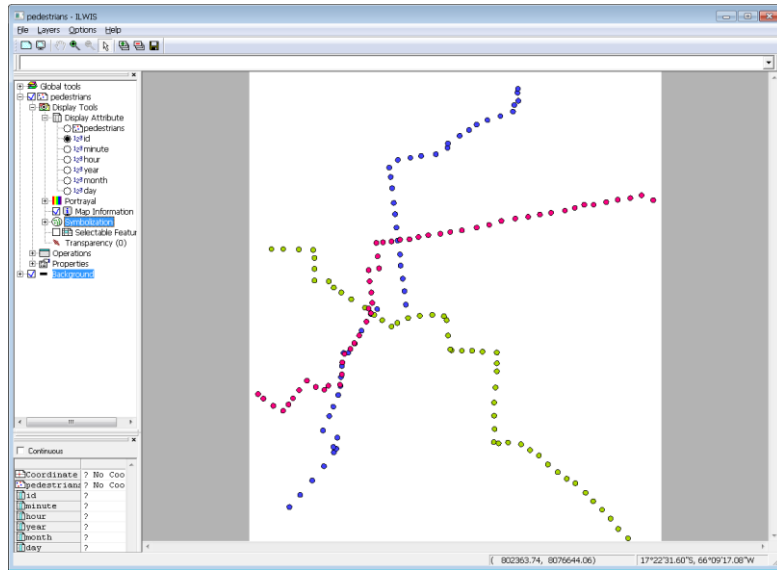 pedestrians - ILWIS
File Layers Options Help
Global tools
pedestrians
Display Tools
Display Attribute
pedestrians
id
minute
hour
year
month
day
Portrayal
Map Information
Symbolization
Selectable Featur
Transparency (0)
Operations
Properties
Background
Continuous
Coordinate ? No Coo
pedestrian: ? No Coo
id ?
minute ?
hour ?
year ?
month ?
day ?
( 802363.74, 8076644.06) 17°22'31.60"S, 66°09'17.08"W